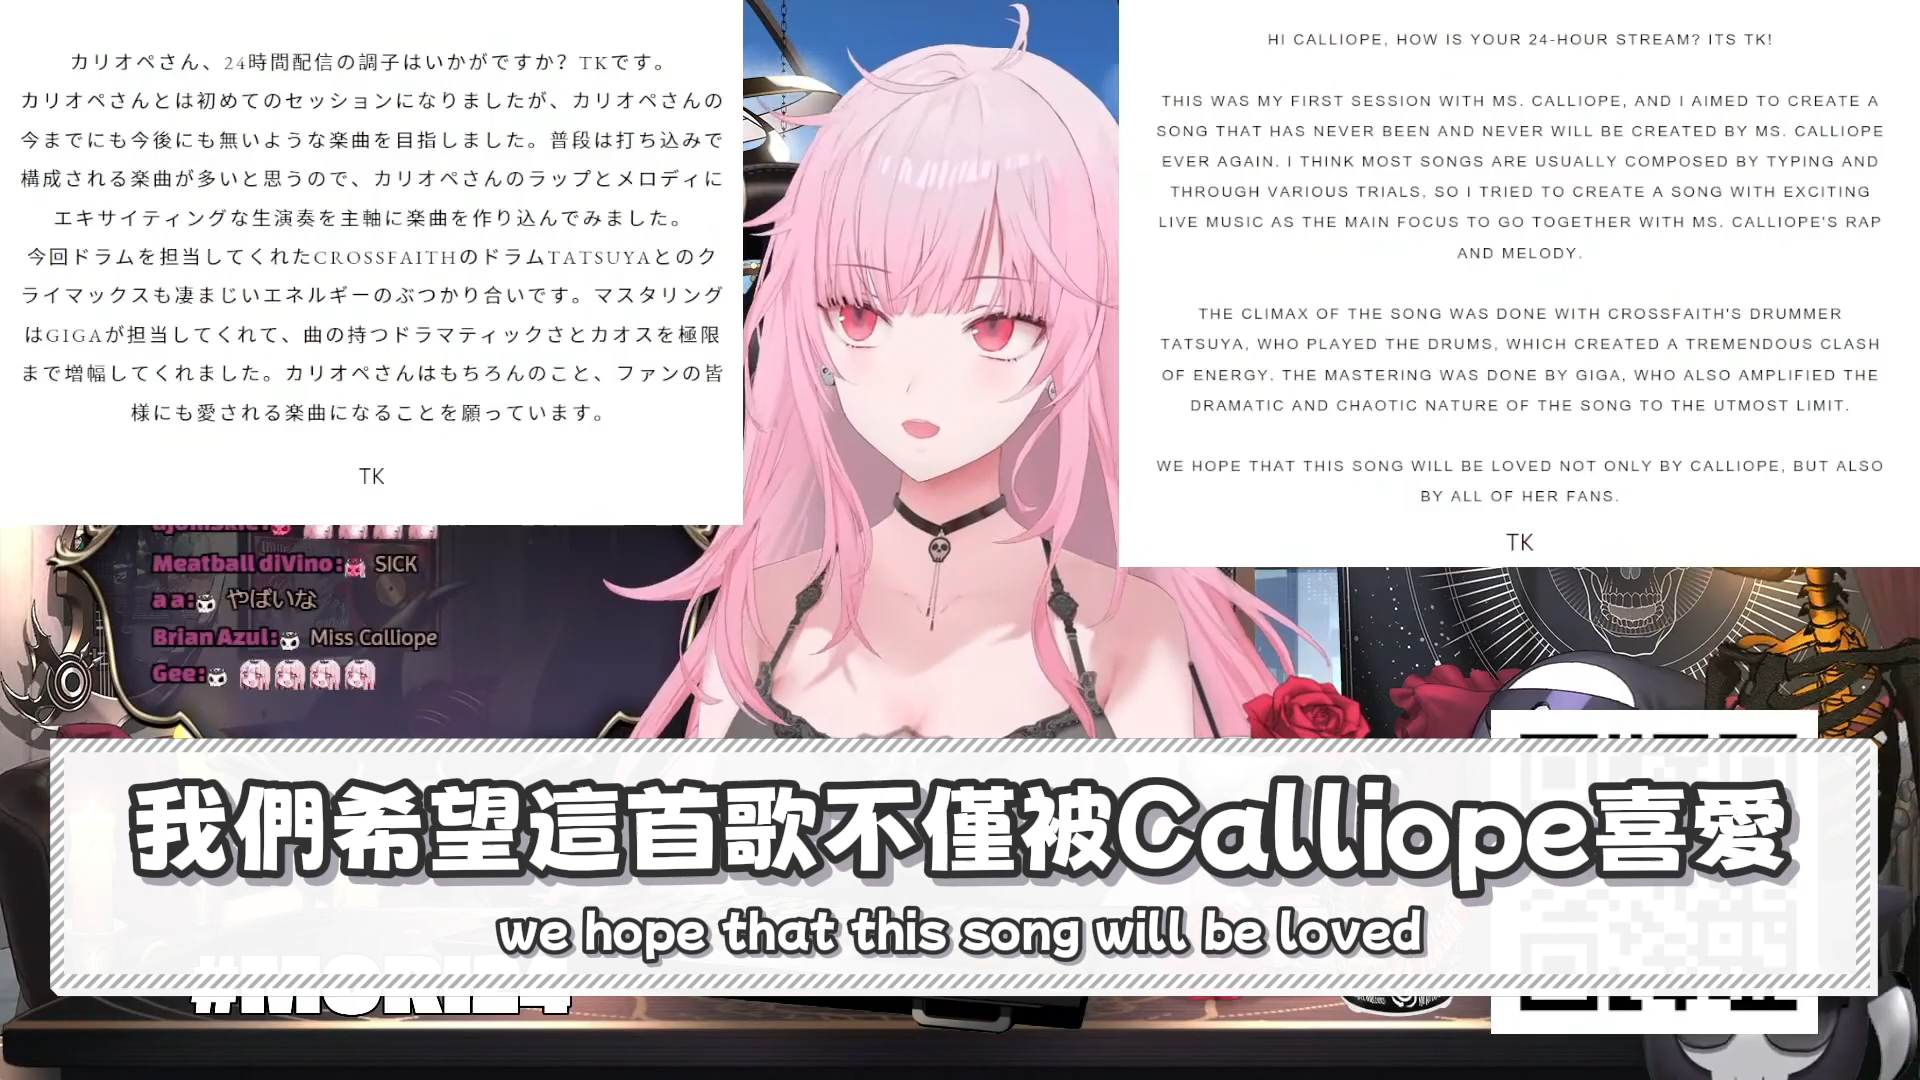 カリオペさん、24時間配信の調子はいかがですか? TKです。
カリオペさんとは初めてのセッションになりましたが、カリオペさんの
今までにも今後にも無いような楽曲を目指しました。普段は打ち込みで
構成される楽曲が多いと思うので、カリオペさんのラップとメロディに
エキサイティングな生演奏を主軸に楽曲を作り込んでみました。
今回ドラムを担当してくれたCROSSFAITHのドラムTATSUYAとのク
ライマックスも凄まじいエネルギーのぶつかり合いです。マスタリング
はGIGAが担当してくれて、曲の持つドラマティックさとカオスを極限
まで増幅してくれました。カリオペさんはもちろんのこと、ファンの皆
様にも愛される楽曲になることを願っています。
TK
HI CALLIOPE, HOW IS YOUR 24-HOUR STREAM? ITS TK!
THIS WAS MY FIRST SESSION WITH MS. CALLIOPE, AND I AIMED TO CREATE A
SONG THAT HAS NEVER BEEN AND NEVER WILL BE CREATED BY MS. CALLIOPE
EVER AGAIN. I THINK MOST SONGS ARE USUALLY COMPOSED BY TYPING AND
THROUGH VARIOUS TRIALS, SO I TRIED TO CREATE A SONG WITH EXCITING
LIVE MUSIC AS THE MAIN FOCUS TO GO TOGETHER WITH MS. CALLIOPE'S RAP
AND MELODY.
THE CLIMAX OF THE SONG WAS DONE WITH CROSSFAITH'S DRUMMER
TATSUYA, WHO PLAYED THE DRUMS, WHICH CREATED A TREMENDOUS CLASH
OF ENERGY. THE MASTERING WAS DONE BY GIGA, WHO ALSO AMPLIFIED THE
DRAMATIC AND CHAOTIC NATURE OF THE SONG TO THE UTMOST LIMIT.
WE HOPE THAT THIS SONG WILL BE LOVED NOT ONLY BY CALLIOPE, BUT ALSO
BY ALL OF HER FANS.
TK
Meatball diVino: SICK
a a: やばいな
Brian Azul: Miss Calliope
Gee:
我們希望這首歌不僅被Calliope喜愛
we hope that this song will be loved